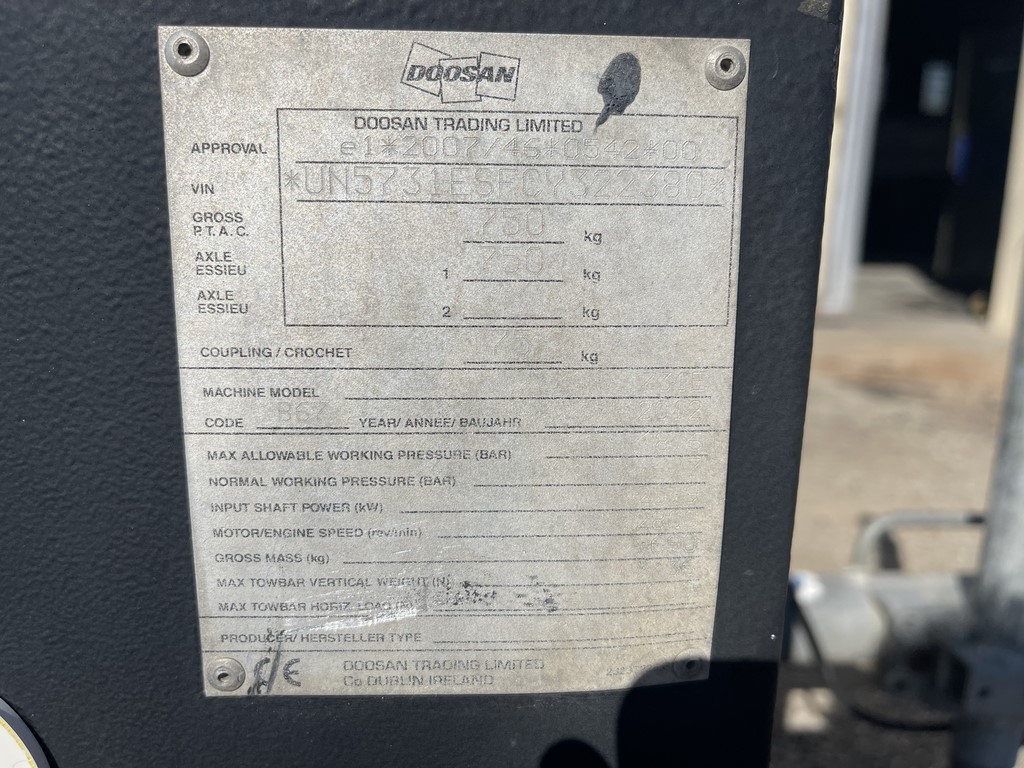 DOOSAN
DOOSAN TRADING LIMITED
APPROVAL e1*2007/46*0542*00
VIN *UN5731ESFCY322380*
GROSS 750 kg
P.T.A.C.
AXLE 1 750 kg
ESSIEU
AXLE 2 kg
ESSIEU
COUPLING / CROCHET 75 kg
MACHINE MODEL
CODE YEAR/ ANNEE/ BAUJAHR
MAX ALLOWABLE WORKING PRESSURE (BAR)
NORMAL WORKING PRESSURE (BAR)
INPUT SHAFT POWER (kW)
MOTOR/ENGINE SPEED (rev/min)
GROSS MASS (kg)
MAX TOWBAR VERTICAL WEIGHT (N)
MAX TOWBAR HORIZ. LOAD (N)
PRODUCER/ HERSTELLER TYPE
CE DOOSAN TRADING LIMITED
Co DUBLIN IRELAND